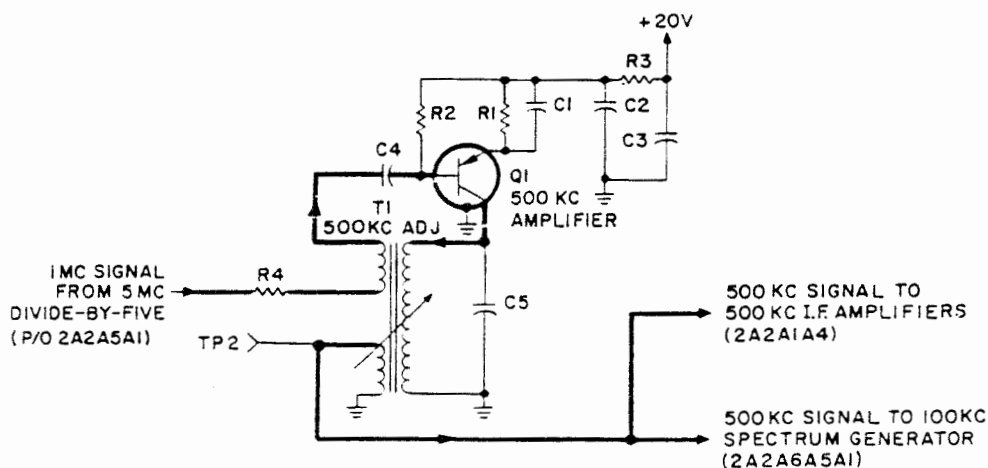 +20V
R3
R2
R1
C1
C2
C3
C4
Q1
500 KC
AMPLIFIER
T1
500KC ADJ
1MC SIGNAL
FROM 5MC
DIVIDE-BY-FIVE
(P/O 2A2A5A1)
R4
C5
TP2
500 KC SIGNAL TO
500 KC I.F. AMPLIFIERS
(2A2A1A4)
500 KC SIGNAL TO 100KC
SPECTRUM GENERATOR
(2A2A6A5A1)